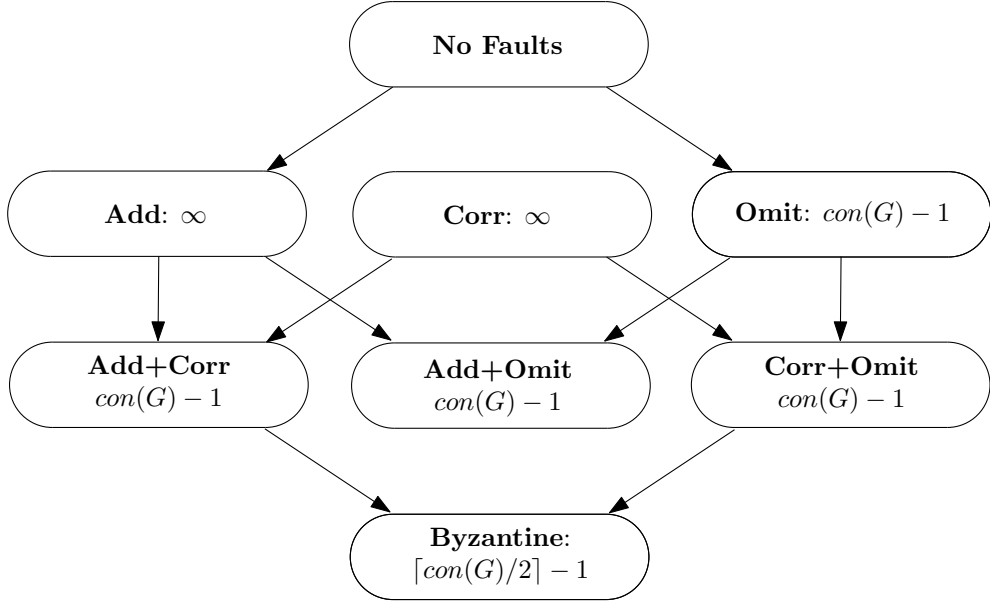 No Faults
Add: ∞
Corr: ∞
Omit: con(G) − 1
Add+Corr
con(G) − 1
Add+Omit
con(G) − 1
Corr+Omit
con(G) − 1
Byzantine:
⌈con(G)/2⌉ − 1